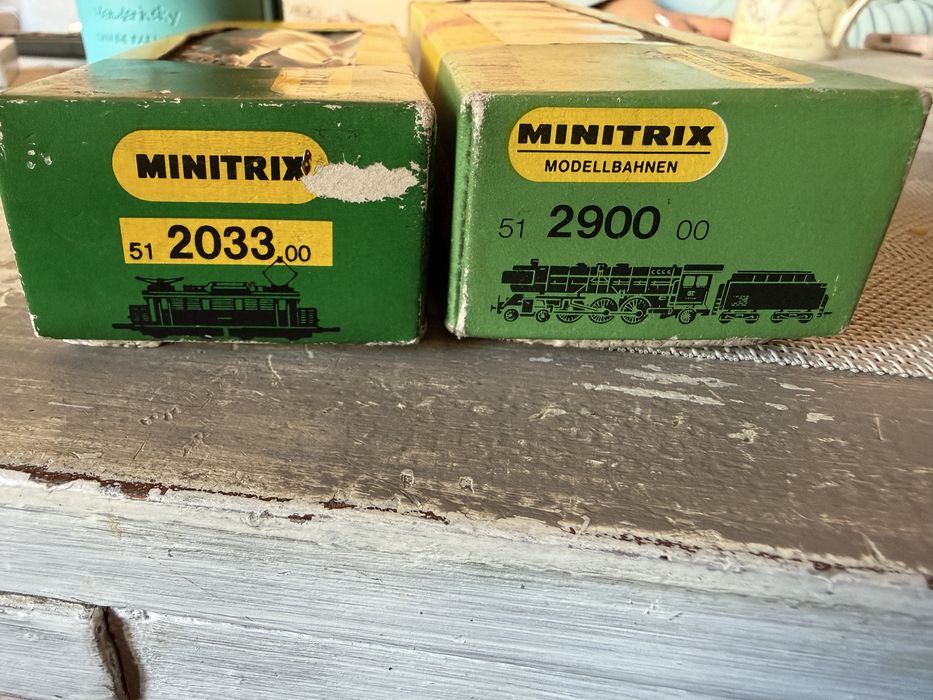 MINITRIX
51 2033 00
MINITRIX
MODELLBAHNEN
51 2900 00